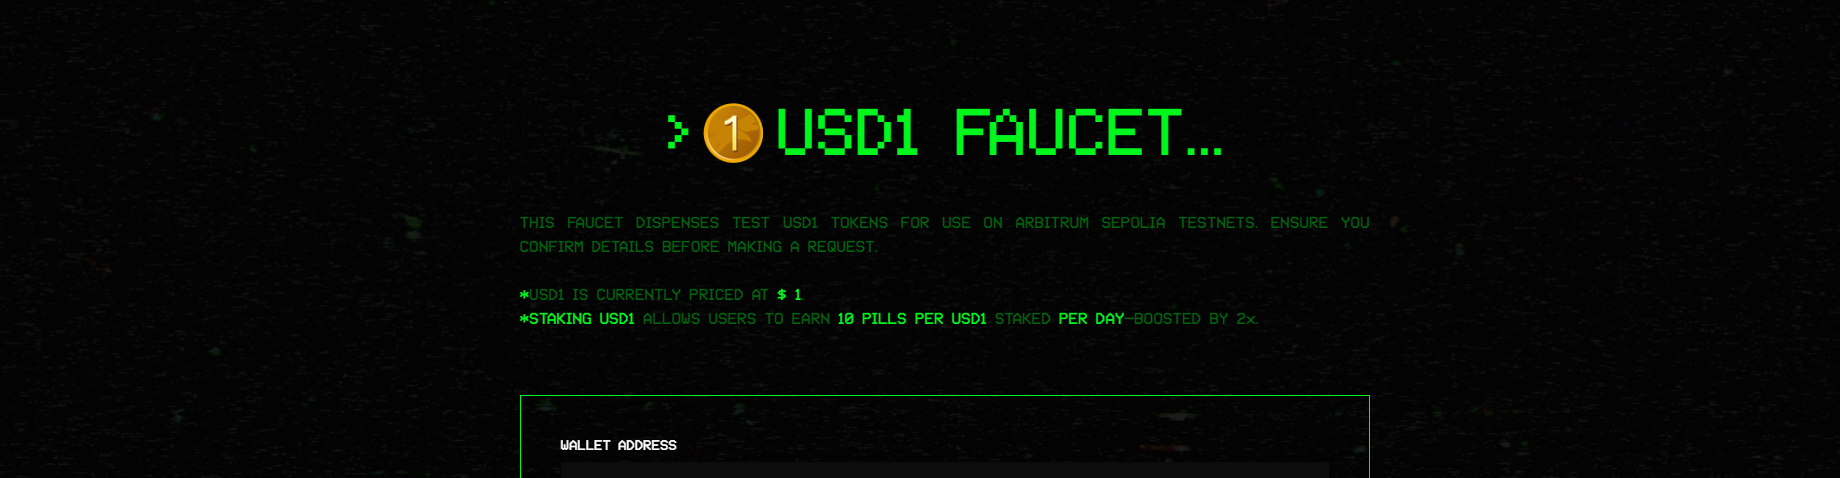 > 1 USD1 FAUCET...
THIS FAUCET DISPENSES TEST USD1 TOKENS FOR USE ON ARBITRUM SEPOLIA TESTNETS. ENSURE YOU
CONFIRM DETAILS BEFORE MAKING A REQUEST.
*USD1 IS CURRENTLY PRICED AT $ 1.
*STAKING USD1 ALLOWS USERS TO EARN 10 PILLS PER USD1 STAKED PER DAY—BOOSTED BY 2x.
WALLET ADDRESS